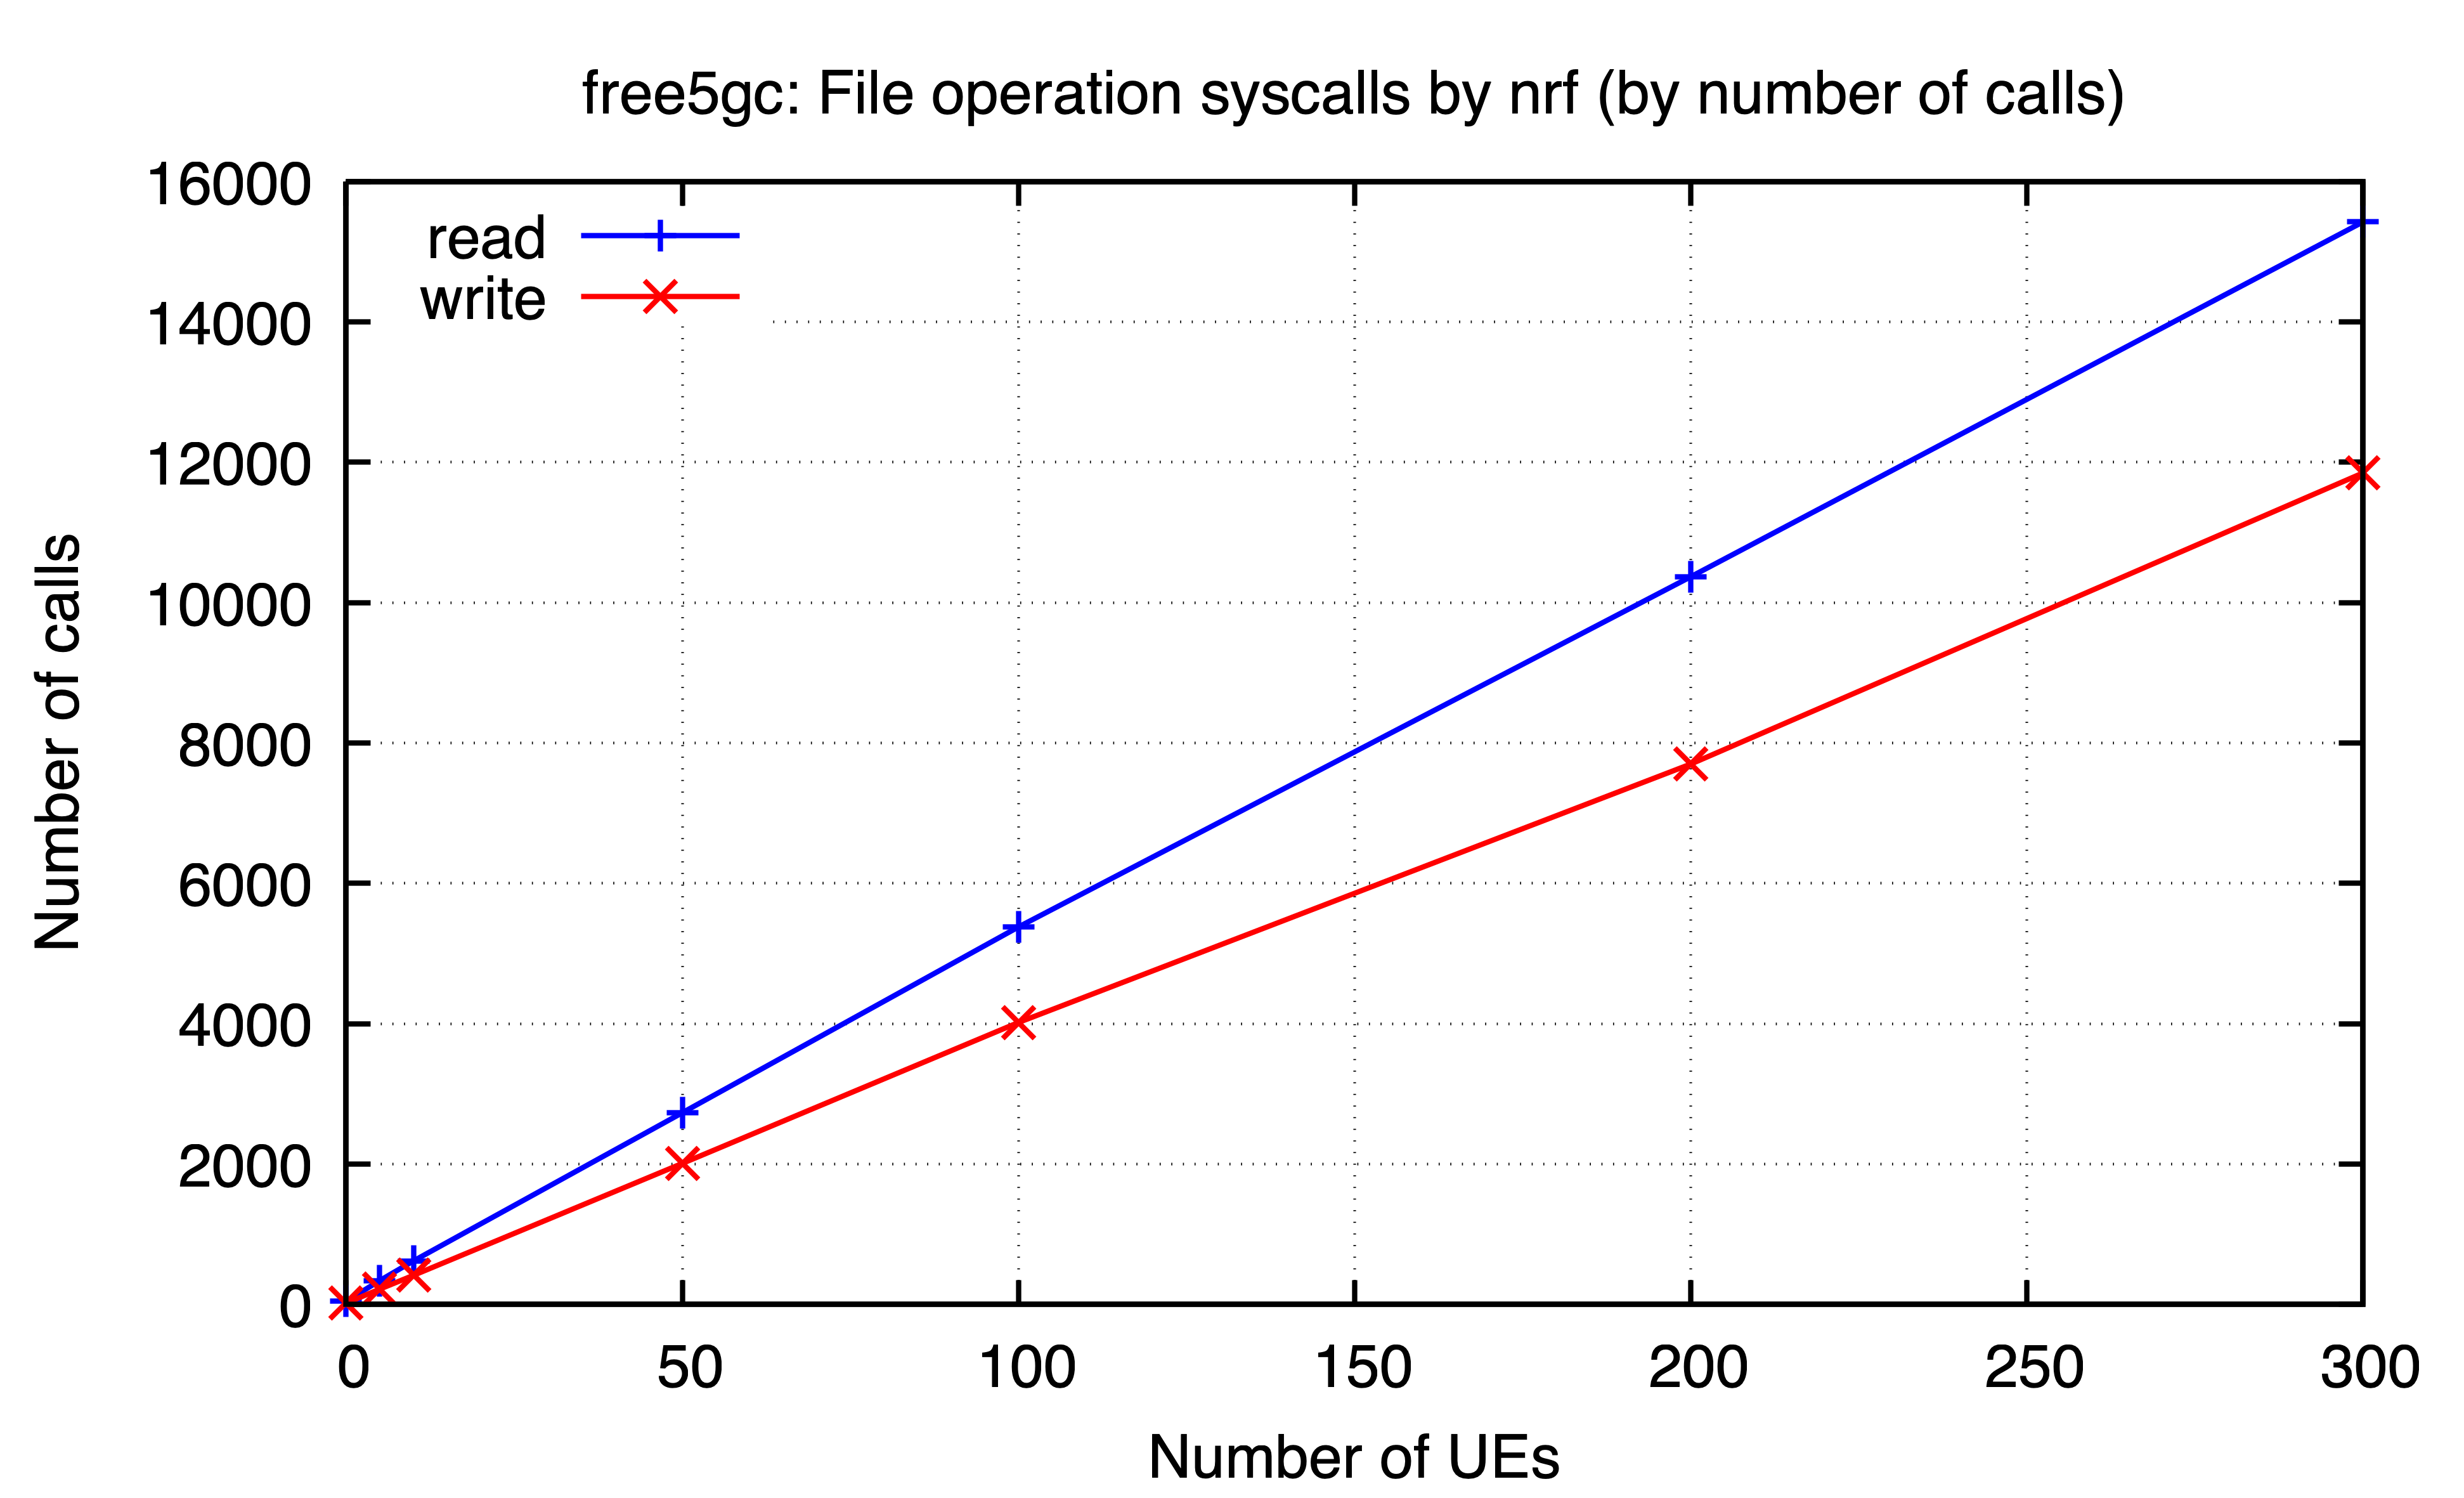 free5gc: File operation syscalls by nrf (by number of calls)
16000
14000
12000
10000
8000
6000
4000
2000
0
read
write
Number of calls
0 50 100 150 200 250 300
Number of UEs